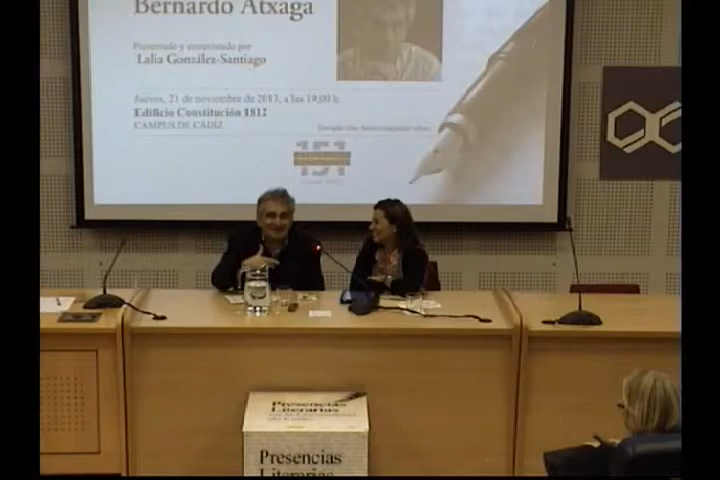 Bernardo Atxaga
Presentado y entrevistado por
Lalia González-Santiago
Jueves, 21 de noviembre de 2013, a las 19,00 h.
Edificio Constitución 1812
CAMPUS DE CÁDIZ
Presencias
Literarias
Presencias
Literarias